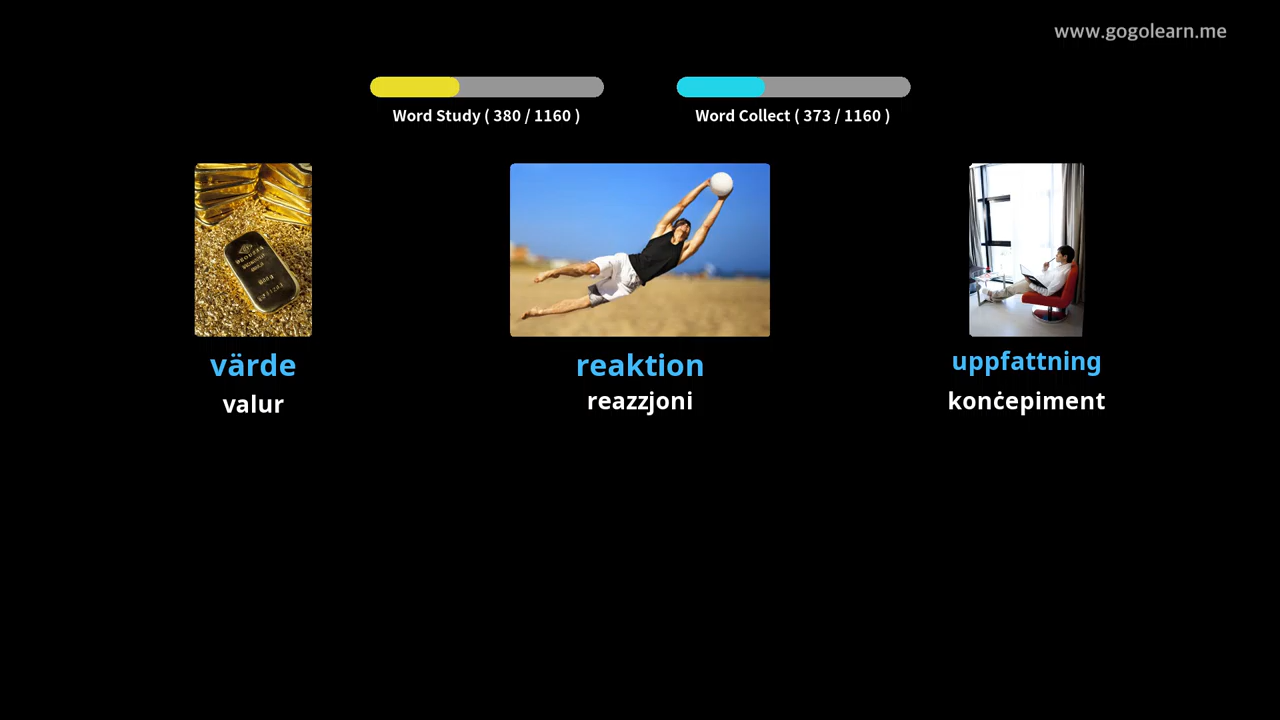 www.gogolearn.me
Word Study ( 380 / 1160 )
Word Collect ( 373 / 1160 )
värde
reaktion
uppfattning
valur
reazzjoni
konċepiment